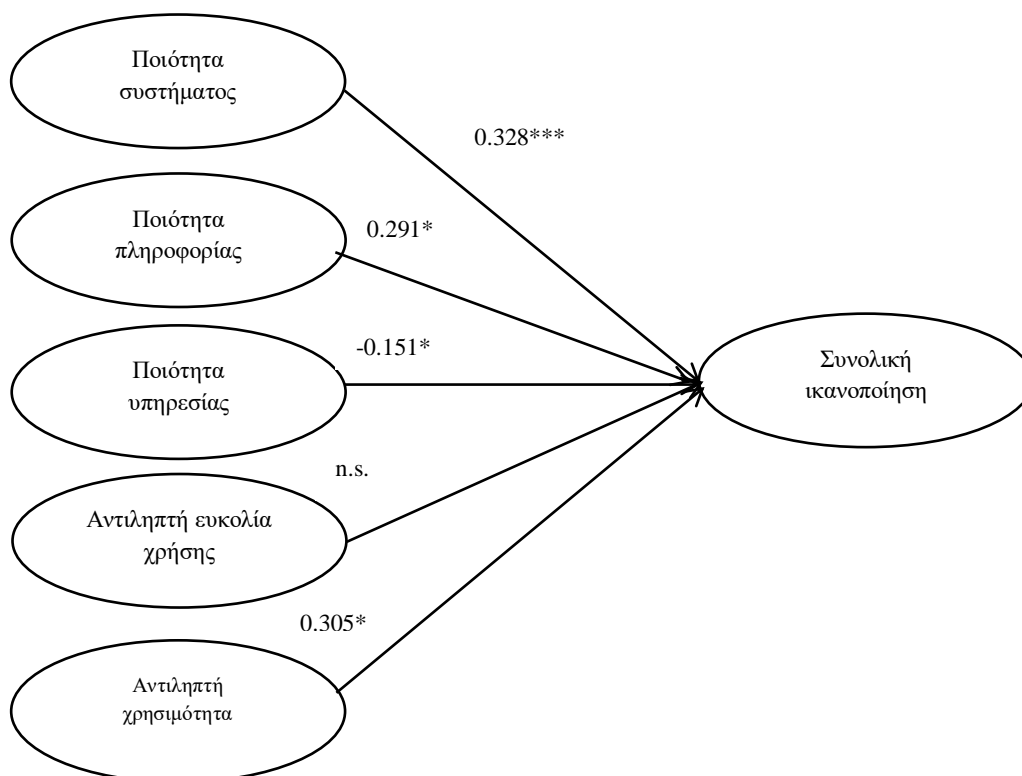 Ποιότητα
συστήματος
0.328***
Ποιότητα
πληροφορίας
0.291*
Ποιότητα
υπηρεσίας
-0.151*
Συνολική
ικανοποίηση
n.s.
Αντιληπτή ευκολία
χρήσης
0.305*
Αντιληπτή
χρησιμότητα